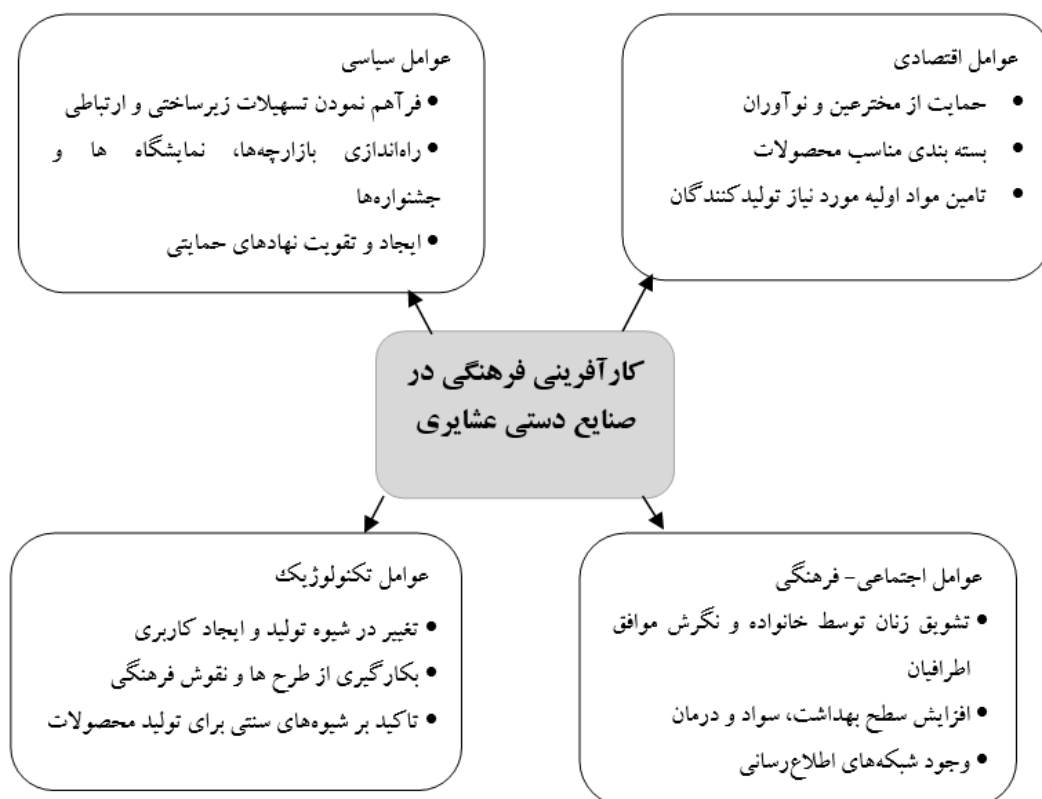 عوامل اقتصادی
• حمایت از مخترعین و نوآوران
• بسته بندی مناسب محصولات
• تامین مواد اولیه مورد نیاز تولیدکنندگان
عوامل سیاسی
• فرآهم نمودن تسهیلات زیرساختی و ارتباطی
• راه‌اندازی بازارچه‌ها، نمایشگاه ها و
جشنواره‌ها
• ایجاد و تقویت نهادهای حمایتی
کارآفرینی فرهنگی در
صنایع دستی عشایری
عوامل اجتماعی- فرهنگی
• تشویق زنان توسط خانواده و نگرش موافق
اطرافیان
• افزایش سطح بهداشت، سواد و درمان
• وجود شبکه‌های اطلاع‌رسانی
عوامل تکنولوژیک
• تغییر در شیوه تولید و ایجاد کاربری
• بکارگیری از طرح ها و نقوش فرهنگی
• تاکید بر شیوه‌های سنتی برای تولید محصولات